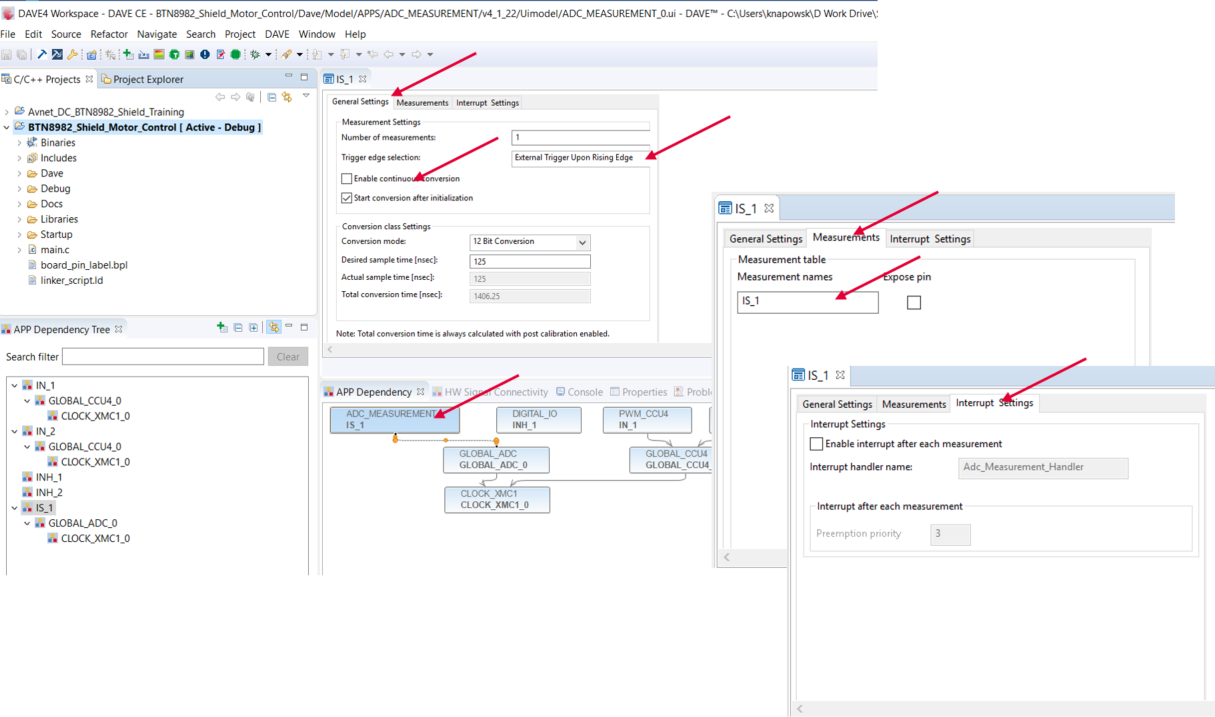 DAVE4 Workspace - DAVE CE - BTN8982_Shield_Motor_Control/Dave/Model/APPS/ADC_MEASUREMENT/v4_1_22/Uimodel/ADC_MEASUREMENT_0.ui - DAVE™ - C:\Users\knapowsk\D Work Drive\
File Edit Source Refactor Navigate Search Project DAVE Window Help
C/C++ Projects Project Explorer
Avnet_DC_BTN8982_Shield_Training
BTN8982_Shield_Motor_Control [ Active - Debug ]
Binaries
Includes
Dave
Debug
Docs
Libraries
Startup
main.c
board_pin_label.bpl
linker_script.ld
APP Dependency Tree
Search filter Clear
IN_1
GLOBAL_CCU4_0
CLOCK_XMC1_0
IN_2
GLOBAL_CCU4_0
CLOCK_XMC1_0
INH_1
INH_2
IS_1
GLOBAL_ADC_0
CLOCK_XMC1_0
IS_1
General Settings Measurements Interrupt Settings
Measurement Settings
Number of measurements: 1
Trigger edge selection: External Trigger Upon Rising Edge
Enable continuous conversion
Start conversion after initialization
Conversion class Settings
Conversion mode: 12 Bit Conversion
Desired sample time [nsec]: 125
Actual sample time [nsec]: 125
Total conversion time [nsec]: 1406.25
Note: Total conversion time is always calculated with post calibration enabled.
APP Dependency HW Signal Connectivity Console Properties Proble
ADC_MEASUREMENT
IS_1
DIGITAL_IO
INH_1
PWM_CCU4
IN_1
GLOBAL_ADC
GLOBAL_ADC_0
GLOBAL_CCU4
GLOBAL_CCU4_
CLOCK_XMC1
CLOCK_XMC1_0
IS_1
General Settings Measurements Interrupt Settings
Measurement table
Measurement names Expose pin
IS_1
IS_1
General Settings Measurements Interrupt Settings
Interrupt Settings
Enable interrupt after each measurement
Interrupt handler name: Adc_Measurement_Handler
Interrupt after each measurement
Preemption priority 3